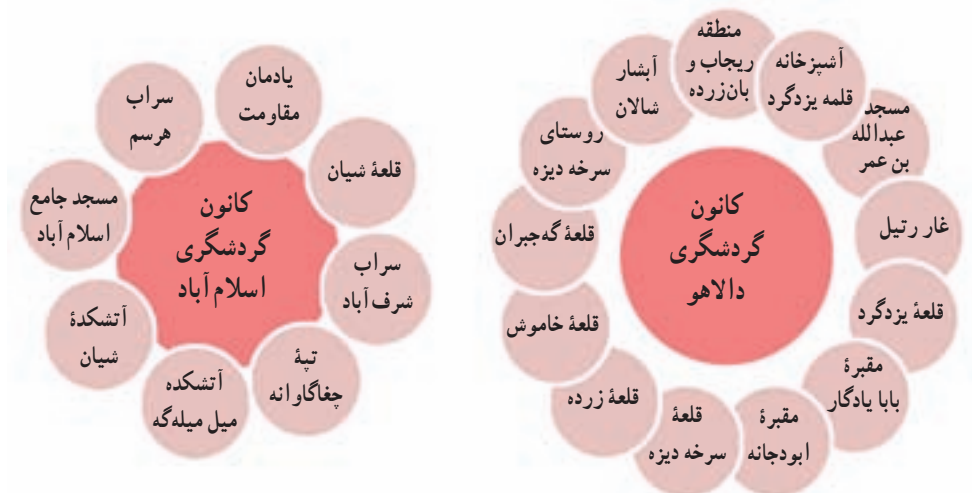 کانون
گردشگری
دالاهو
منطقه
ریجاب و
بان‌زرده
آشپزخانه
قلمه یزدگرد
مسجد
عبدالله
بن عمر
غار رتیل
قلعهٔ یزدگرد
مقبرهٔ
بابا یادگار
مقبرهٔ
ابودجانه
قلعهٔ
سرخه دیزه
قلعهٔ زرده
قلعهٔ خاموش
قلعهٔ گه‌جبران
روستای
سرخه دیزه
آبشار
شالان
کانون
گردشگری
اسلام آباد
یادمان
مقاومت
قلعهٔ شیان
سراب
شرف آباد
تپهٔ
چغاگاوانه
آتشکده
میل میله‌گه
آتشکدهٔ
شیان
مسجد جامع
اسلام آباد
سراب
هرسم